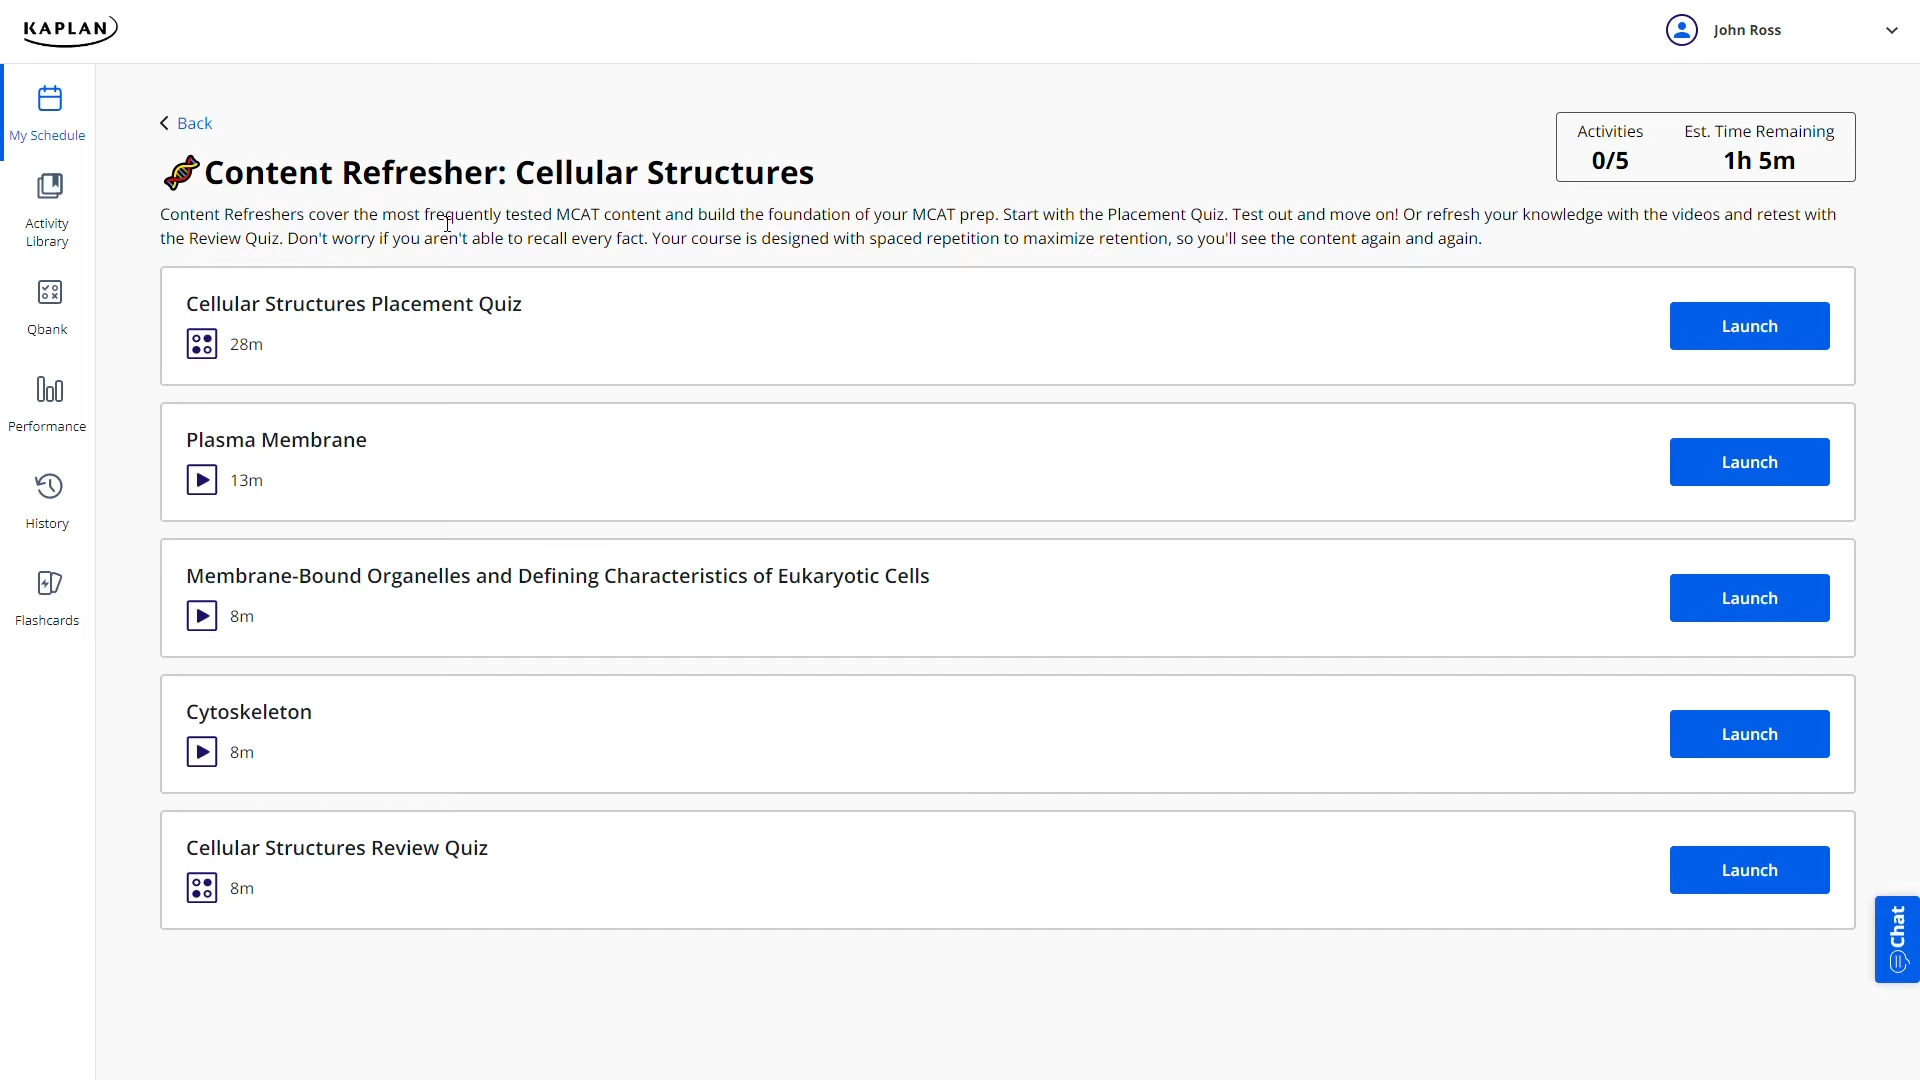 KAPLAN
John Ross
My Schedule
Activity
Library
Qbank
Performance
History
Flashcards
Back
Content Refresher: Cellular Structures
Activities
0/5
Est. Time Remaining
1h 5m
Content Refreshers cover the most frequently tested MCAT content and build the foundation of your MCAT prep. Start with the Placement Quiz. Test out and move on! Or refresh your knowledge with the videos and retest with
the Review Quiz. Don't worry if you aren't able to recall every fact. Your course is designed with spaced repetition to maximize retention, so you'll see the content again and again.
Cellular Structures Placement Quiz
28m
Launch
Plasma Membrane
13m
Launch
Membrane-Bound Organelles and Defining Characteristics of Eukaryotic Cells
8m
Launch
Cytoskeleton
8m
Launch
Cellular Structures Review Quiz
8m
Launch
Chat